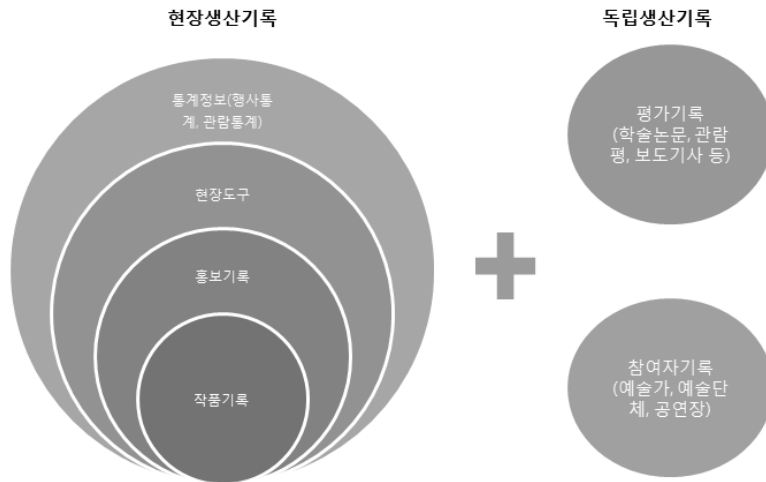 현장생산기록
통계정보(행사통
계, 관람통계)
현장도구
홍보기록
작품기록
독립생산기록
평가기록
(학술논문, 관람
평, 보도기사 등)
참여자기록
(예술가, 예술단
체, 공연장)